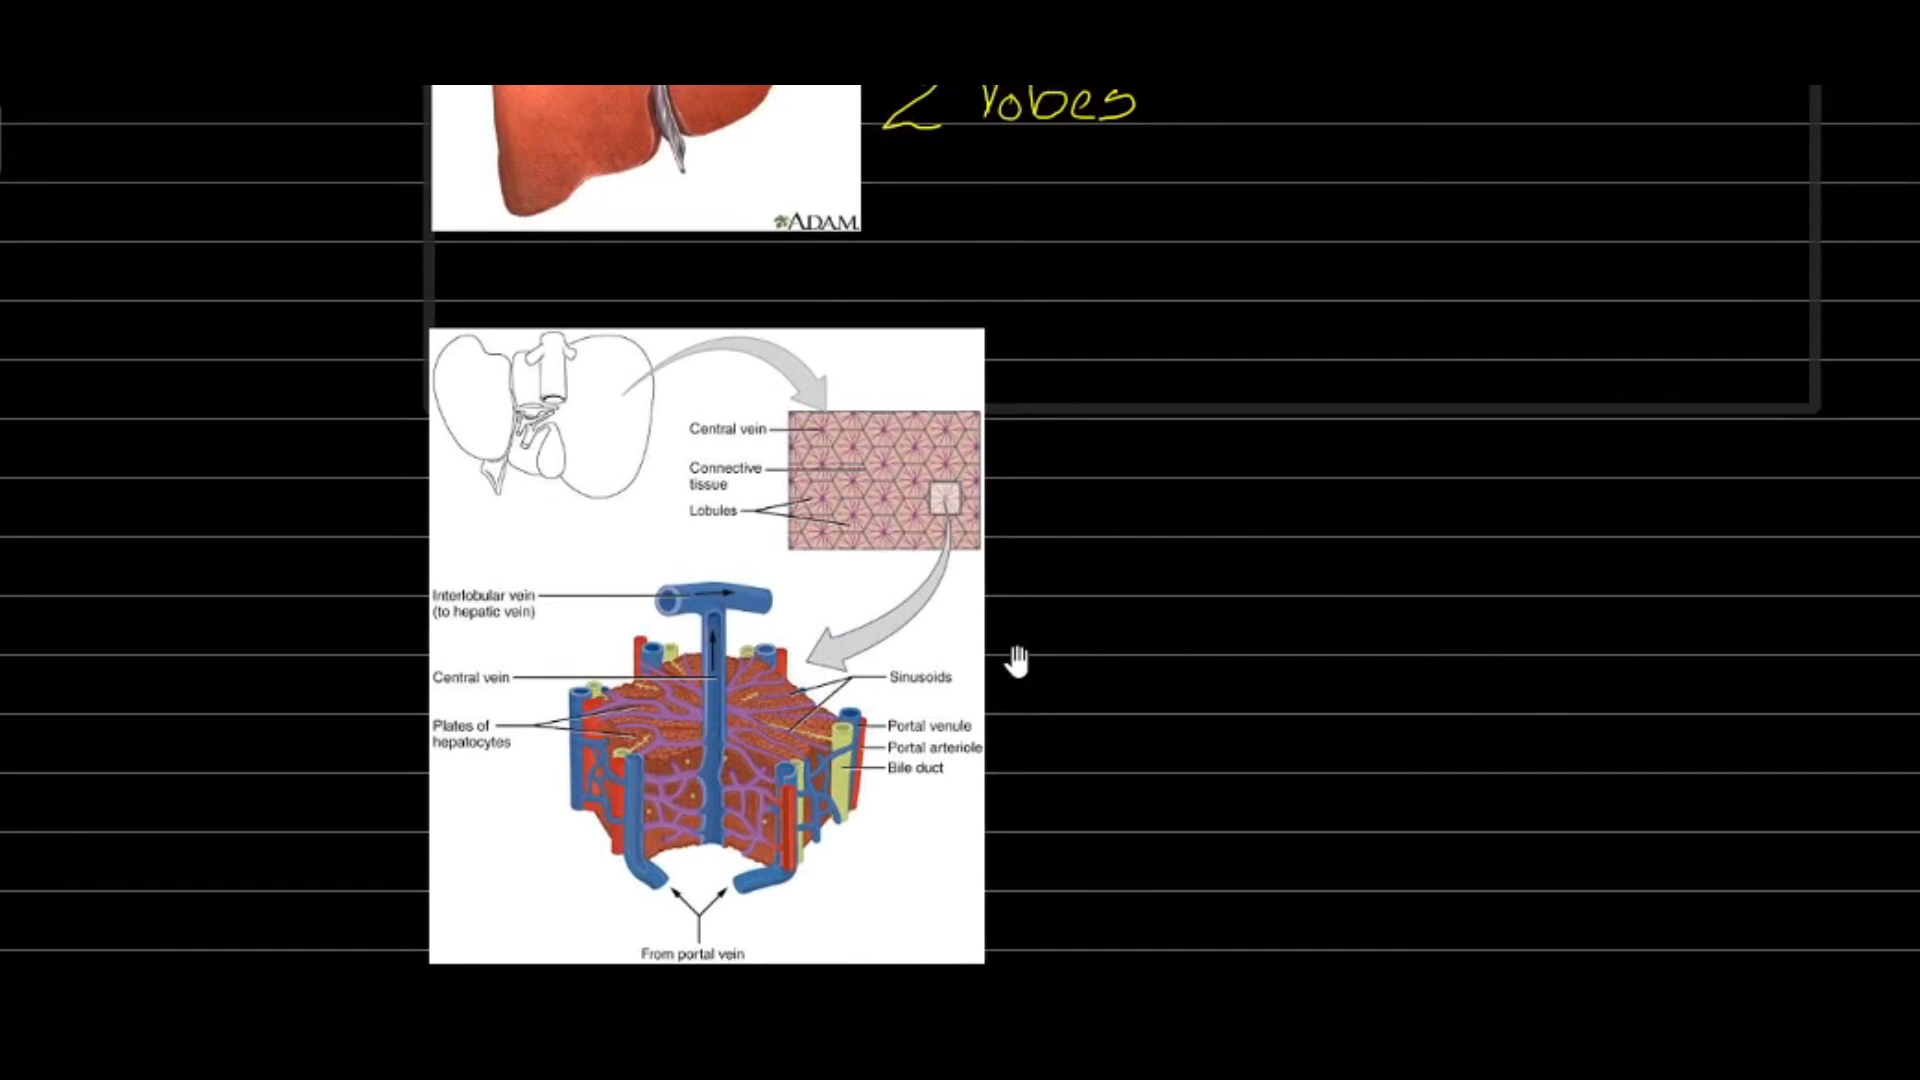 2 lobes
ADAM.
Central vein
Connective
tissue
Lobules
Interlobular vein
(to hepatic vein)
Central vein
Plates of
hepatocytes
Sinusoids
Portal venule
Portal arteriole
Bile duct
From portal vein